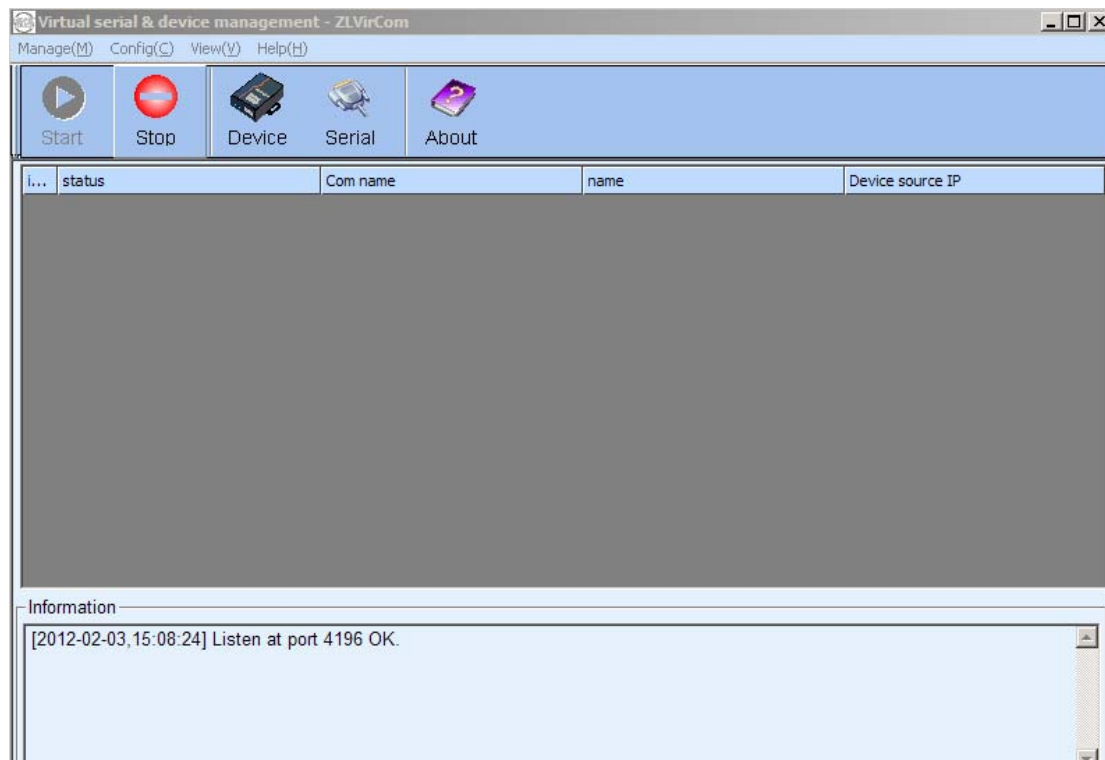 Virtual serial & device management - ZLVirCom
Manage(M) Config(C) View(V) Help(H)
Start Stop Device Serial About
i... status Com name name Device source IP
Information
[2012-02-03,15:08:24] Listen at port 4196 OK.